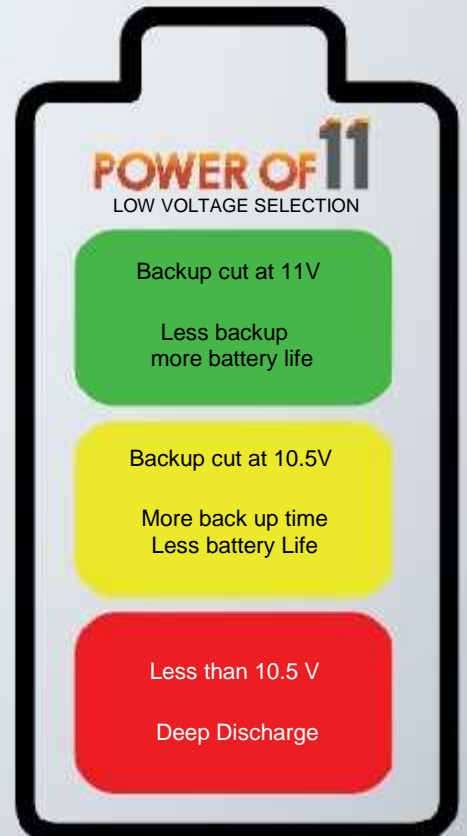 POWER OF 11
LOW VOLTAGE SELECTION
Backup cut at 11V
Less backup
more battery life
Backup cut at 10.5V
More back up time
Less battery Life
Less than 10.5 V
Deep Discharge